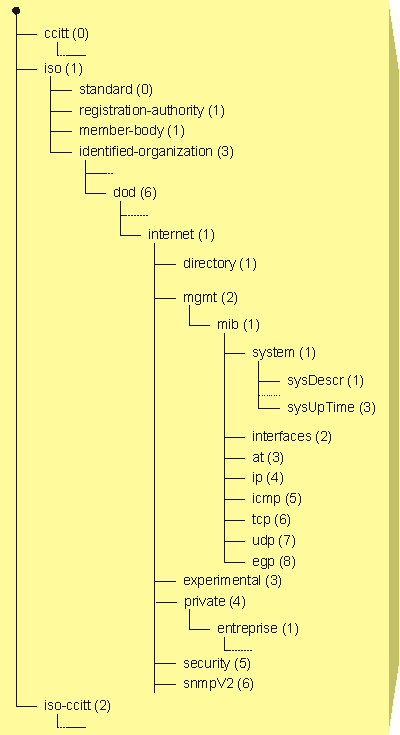 ccitt (0)
iso (1)
standard (0)
registration-authority (1)
member-body (1)
identified-organization (3)
dod (6)
internet (1)
directory (1)
mgmt (2)
mib (1)
system (1)
sysDescr (1)
sysUpTime (3)
interfaces (2)
at (3)
ip (4)
icmp (5)
tcp (6)
udp (7)
egp (8)
experimental (3)
private (4)
entreprise (1)
security (5)
snmpV2 (6)
iso-ccitt (2)